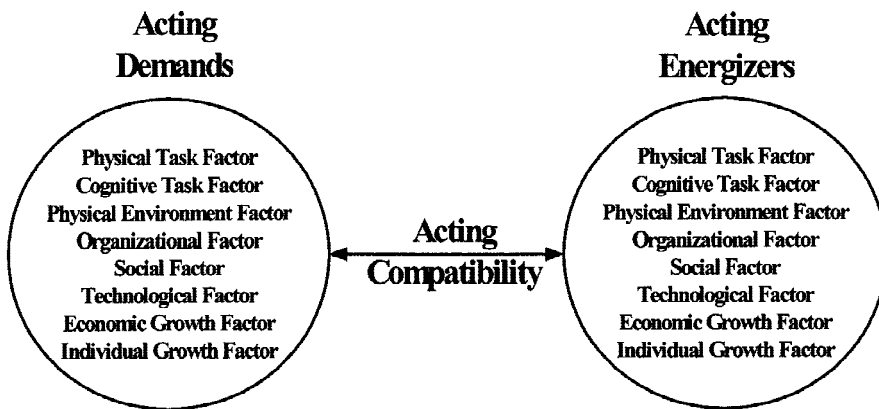 Acting
Demands
Physical Task Factor
Cognitive Task Factor
Physical Environment Factor
Organizational Factor
Social Factor
Technological Factor
Economic Growth Factor
Individual Growth Factor
Acting
Compatibility
Acting
Energizers
Physical Task Factor
Cognitive Task Factor
Physical Environment Factor
Organizational Factor
Social Factor
Technological Factor
Economic Growth Factor
Individual Growth Factor